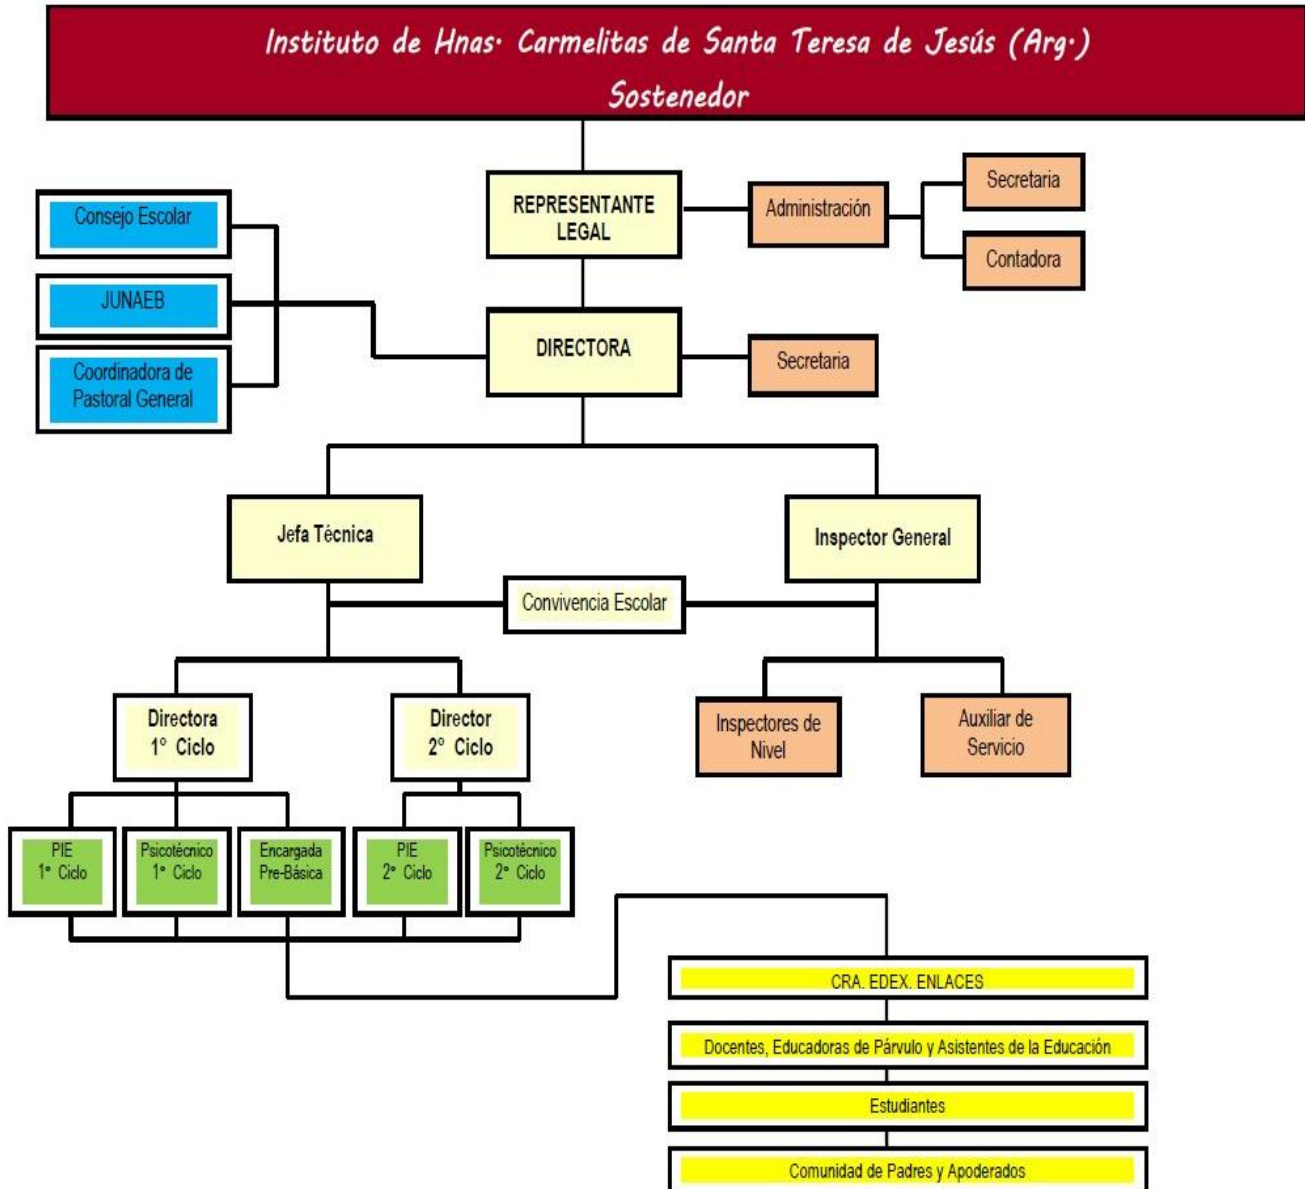 Instituto de Hnas. Carmelitas de Santa Teresa de Jesús (Arg.)
Sostenedor
REPRESENTANTE
LEGAL
Administración
Secretaria
Contadora
Consejo Escolar
JUNAEB
Coordinadora de
Pastoral General
DIRECTORA
Secretaria
Jefa Técnica
Inspector General
Convivencia Escolar
Directora
1° Ciclo
Director
2° Ciclo
Inspectores de
Nivel
Auxiliar de
Servicio
PIE
1° Ciclo
Psicotécnico
1° Ciclo
Encargada
Pre-Básica
PIE
2° Ciclo
Psicotécnico
2° Ciclo
CRA. EDEX. ENLACES
Docentes, Educadoras de Párvulo y Asistentes de la Educación
Estudiantes
Comunidad de Padres y Apoderados